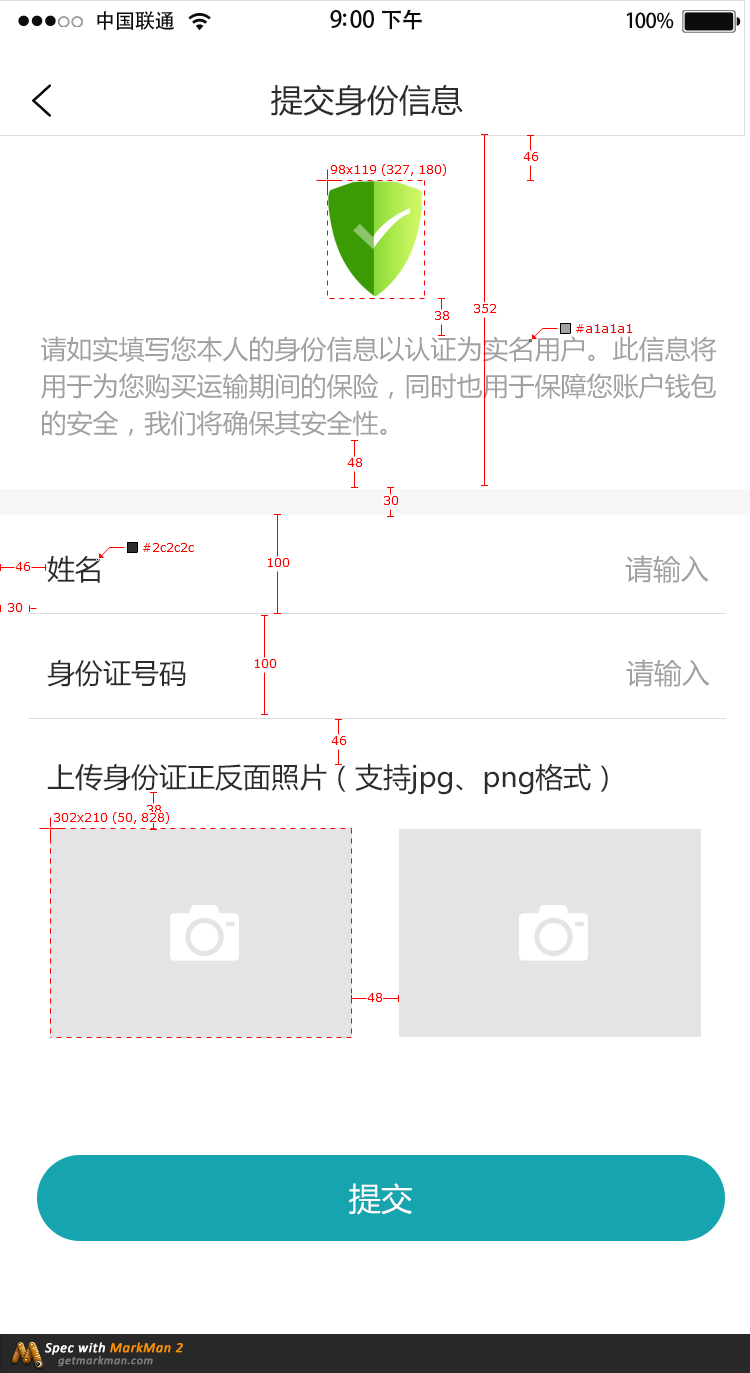 中国联通 9:00 下午 100%
提交身份信息
46
98x119 (327, 180)
352
38
#a1a1a1
请如实填写您本人的身份信息以认证为实名用户。此信息将
用于为您购买运输期间的保险，同时也用于保障您账户钱包
的安全，我们将确保其安全性。
48
30
#2c2c2c
100
46 姓名 请输入
30
100
身份证号码 请输入
46
上传身份证正反面照片（支持jpg、png格式）
38
302x210 (50, 828)
48
提交
Spec with MarkMan 2
getmarkman.com